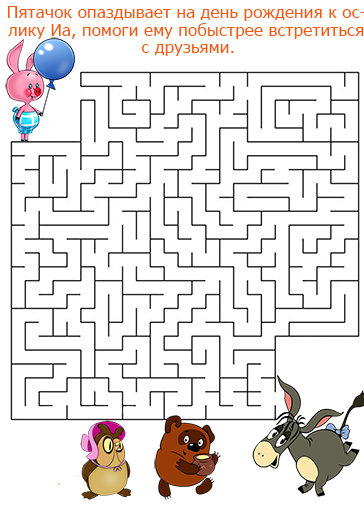 Пятачок опаздывает на день рождения к ос-
лику Иа, помоги ему побыстрее встретиться
с друзьями.